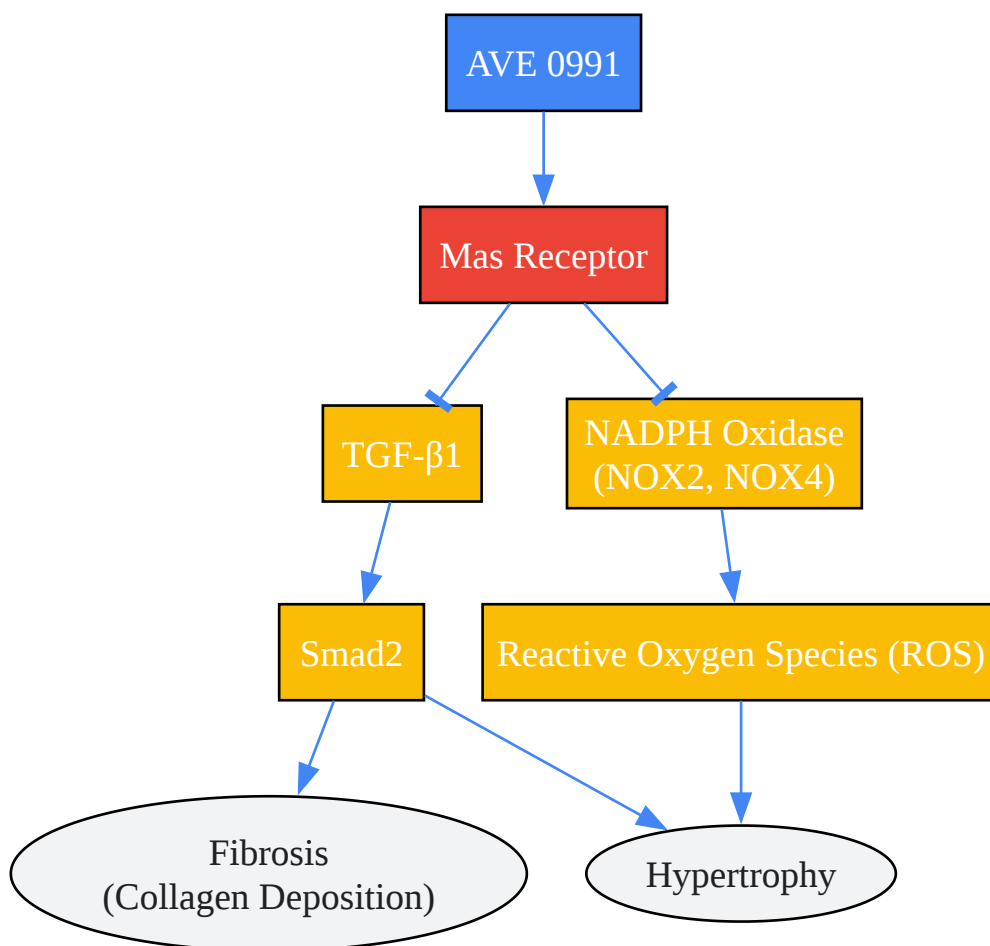 AVE 0991
Mas Receptor
TGF-β1
NADPH Oxidase
(NOX2, NOX4)
Smad2
Reactive Oxygen Species (ROS)
Fibrosis
(Collagen Deposition)
Hypertrophy